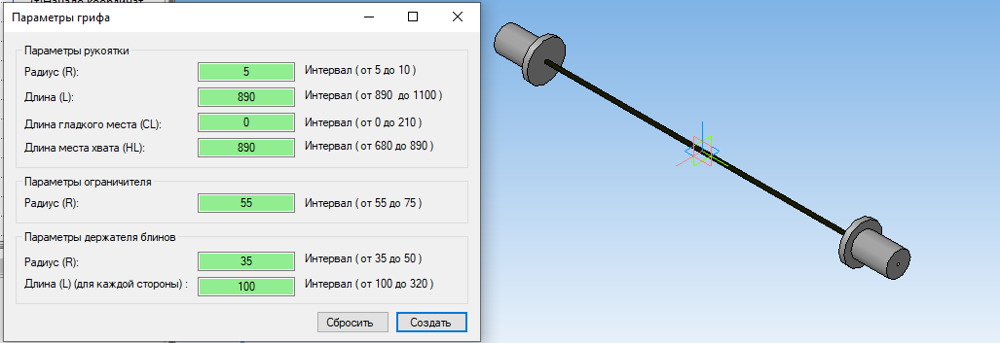 Параметры грифа
Параметры рукоятки
Радиус (R): 5 Интервал ( от 5 до 10 )
Длина (L): 890 Интервал ( от 890 до 1100 )
Длина гладкого места (CL): 0 Интервал ( от 0 до 210 )
Длина места хвата (HL): 890 Интервал ( от 680 до 890 )
Параметры ограничителя
Радиус (R): 55 Интервал ( от 55 до 75 )
Параметры держателя блинов
Радиус (R): 35 Интервал ( от 35 до 50 )
Длина (L) (для каждой стороны) : 100 Интервал ( от 100 до 320 )
Сбросить Создать